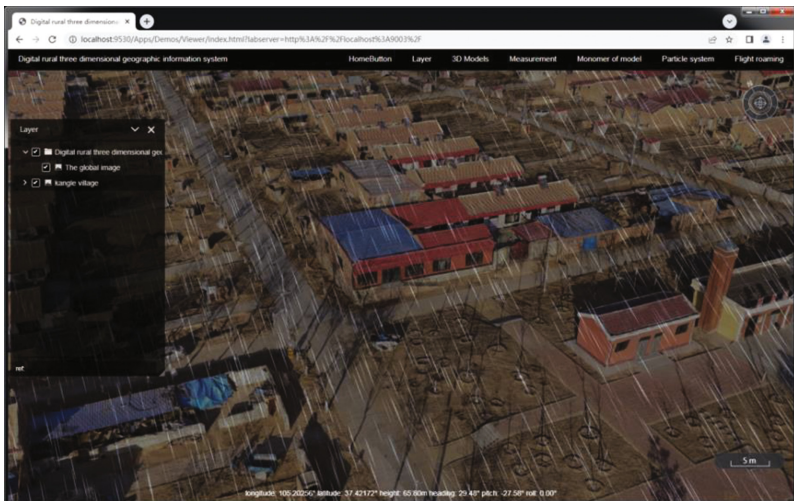 Digital rural three dimensiona
localhost:9530/Apps/Demos/Viewer/index.html?labserver=http%3A%2F%2Flocalhost%3A9003%2F
Digital rural three dimensional geographic information system HomeButton Layer 3D Models Measurement Monomer of model Particle system Flight roaming
Layer
Digital rural three dimensional geo
The global image
kangle village
ref:
5 m
longitude: 105.20256° latitude: 37.42172° height: 65.60m heading: 29.48° pitch: -27.58° roll: 0.00°